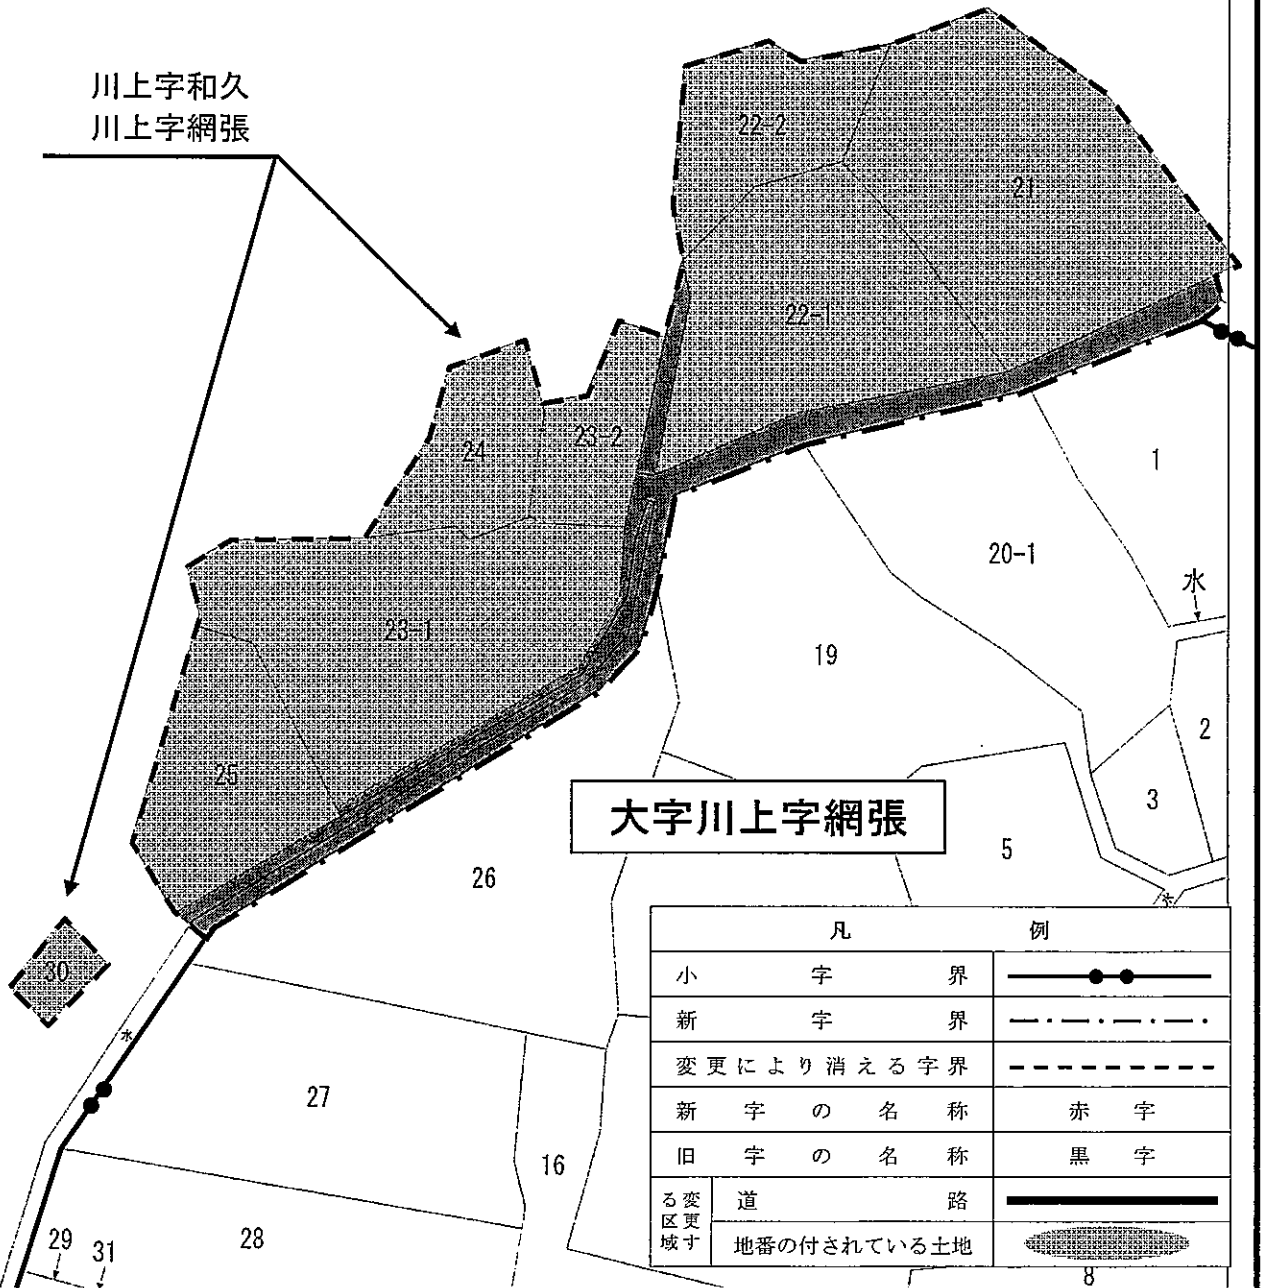 川上字和久
川上字網張
22-2
21
22-1
24
23-2
1
20-1
水
23-1
19
2
25
3
大字川上字網張
5
26
水
30
水
27
16
29
31
28
8
凡例
小字界
新字界
変更により消える字界
新字の名称 赤字
旧字の名称 黒字
変更する区域
道路
地番の付されている土地